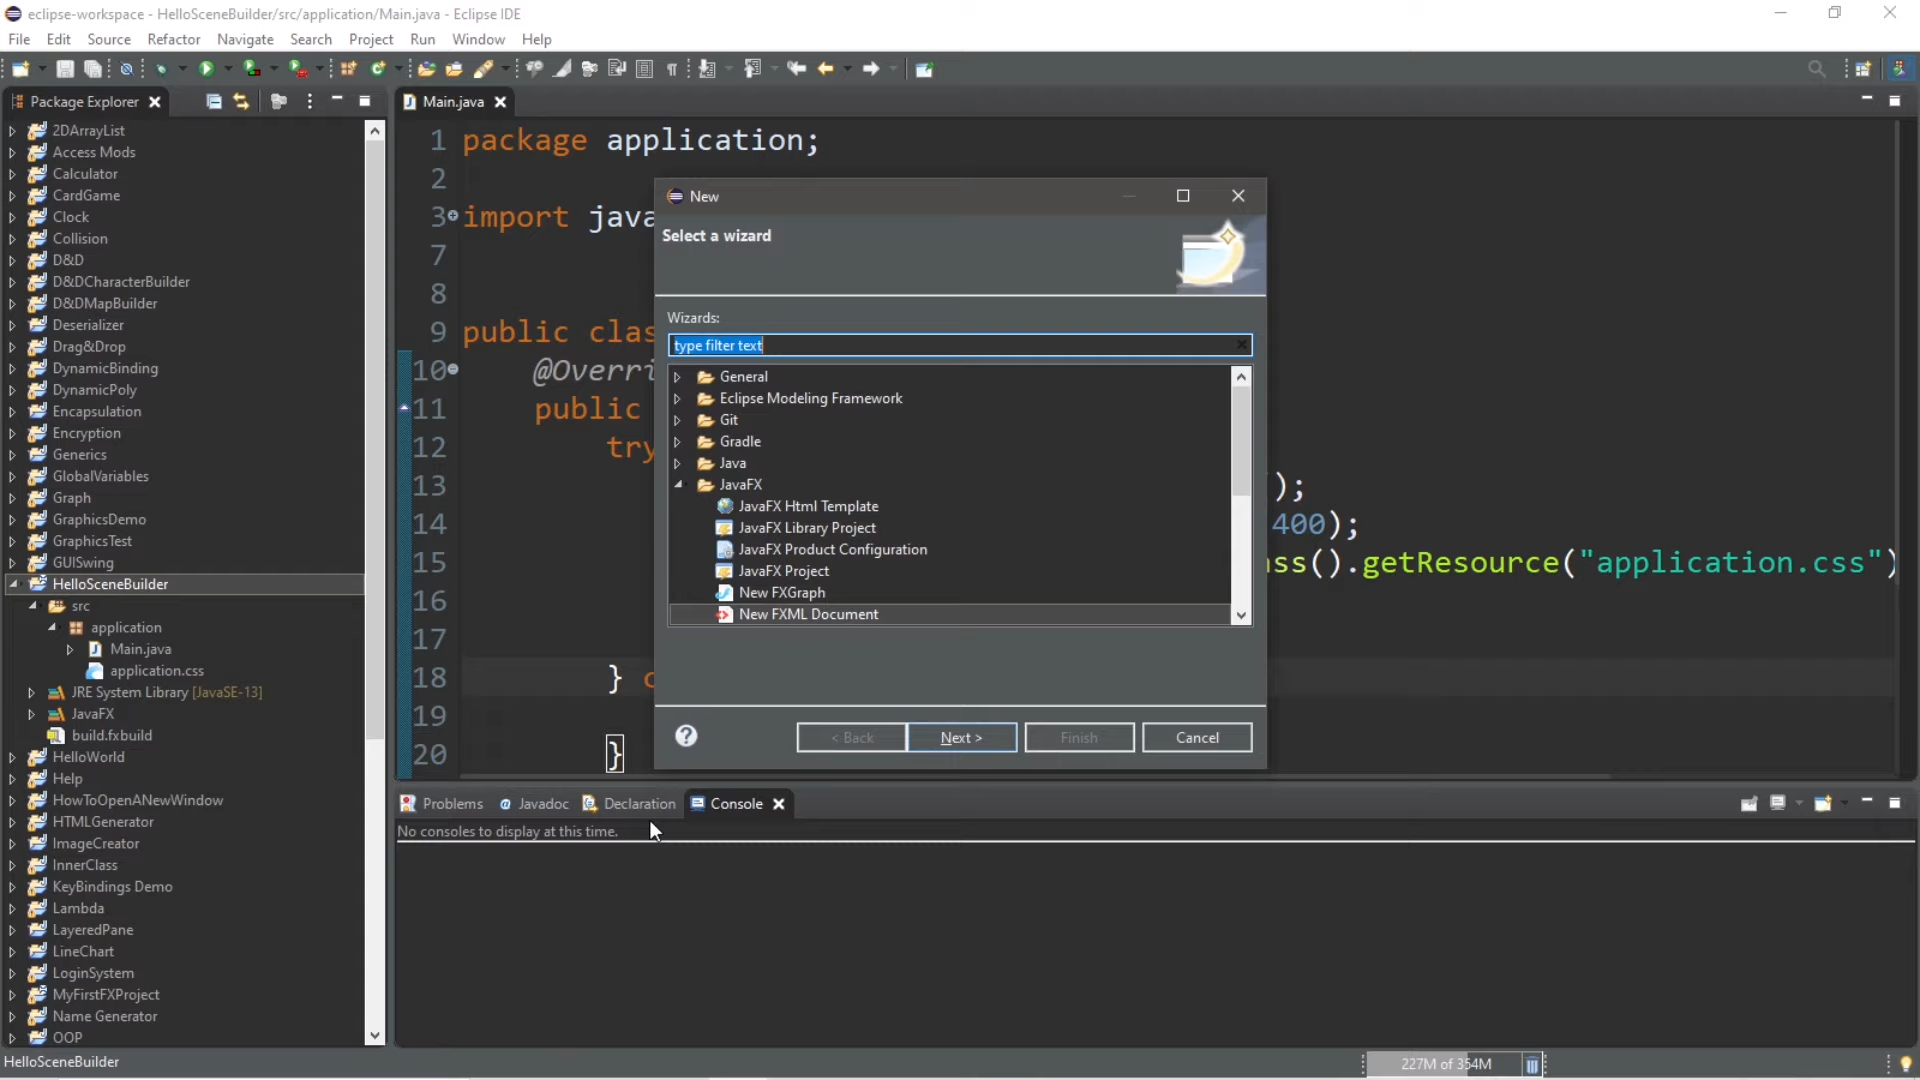 eclipse-workspace - HelloSceneBuilder/src/application/Main.java - Eclipse IDE
File Edit Source Refactor Navigate Search Project Run Window Help
Package Explorer
2DArrayList
Access Mods
Calculator
CardGame
Clock
Collision
D&D
D&DCharacterBuilder
D&DMapBuilder
Deserializer
Drag&Drop
DynamicBinding
DynamicPoly
Encapsulation
Encryption
Generics
GlobalVariables
Graph
GraphicsDemo
GraphicsTest
GUISwing
HelloSceneBuilder
src
application
Main.java
application.css
JRE System Library [JavaSE-13]
JavaFX
build.fxbuild
HelloWorld
Help
HowToOpenANewWindow
HTMLGenerator
ImageCreator
InnerClass
KeyBindings Demo
Lambda
LayeredPane
LineChart
LoginSystem
MyFirstFXProject
Name Generator
OOP
Main.java
1 package application;
2
3 import java
7
8
9 public clas
10 @Overri
11 public
12 try
13 );
14 400);
15 ss().getResource("application.css")
16
17
18 } c
19
20 }
New
Select a wizard
Wizards:
type filter text
General
Eclipse Modeling Framework
Git
Gradle
Java
JavaFX
JavaFX Html Template
JavaFX Library Project
JavaFX Product Configuration
JavaFX Project
New FXGraph
New FXML Document
? < Back Next > Finish Cancel
Problems @ Javadoc Declaration Console
No consoles to display at this time.
HelloSceneBuilder
227M of 354M